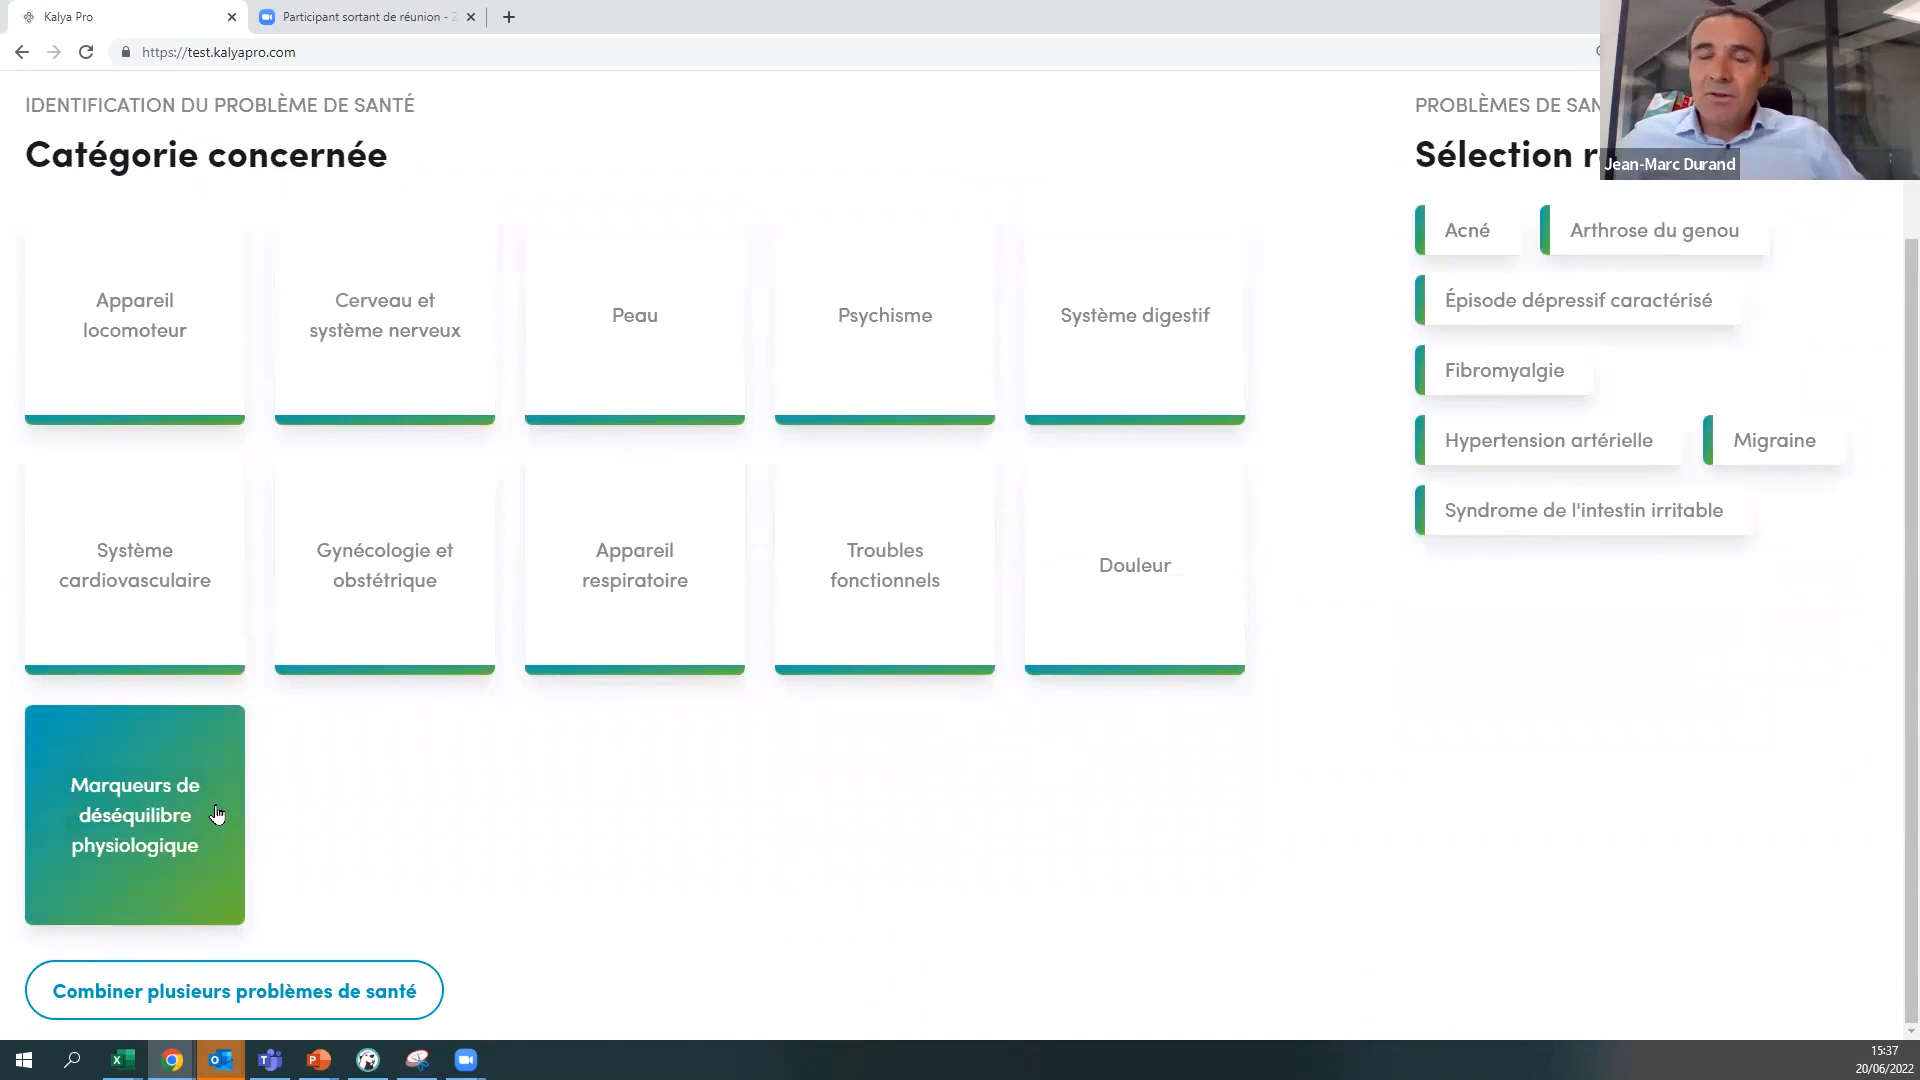 Kalya Pro
Participant sortant de réunion - Z
https://test.kalyapro.com
IDENTIFICATION DU PROBLÈME DE SANTÉ
Catégorie concernée
Appareil
locomoteur
Cerveau et
système nerveux
Peau
Psychisme
Système digestif
Système
cardiovasculaire
Gynécologie et
obstétrique
Appareil
respiratoire
Troubles
fonctionnels
Douleur
Marqueurs de
déséquilibre
physiologique
Combiner plusieurs problèmes de santé
PROBLÈMES DE SAN
Sélection r
Jean-Marc Durand
Acné
Arthrose du genou
Épisode dépressif caractérisé
Fibromyalgie
Hypertension artérielle
Migraine
Syndrome de l'intestin irritable
15:37
20/06/2022